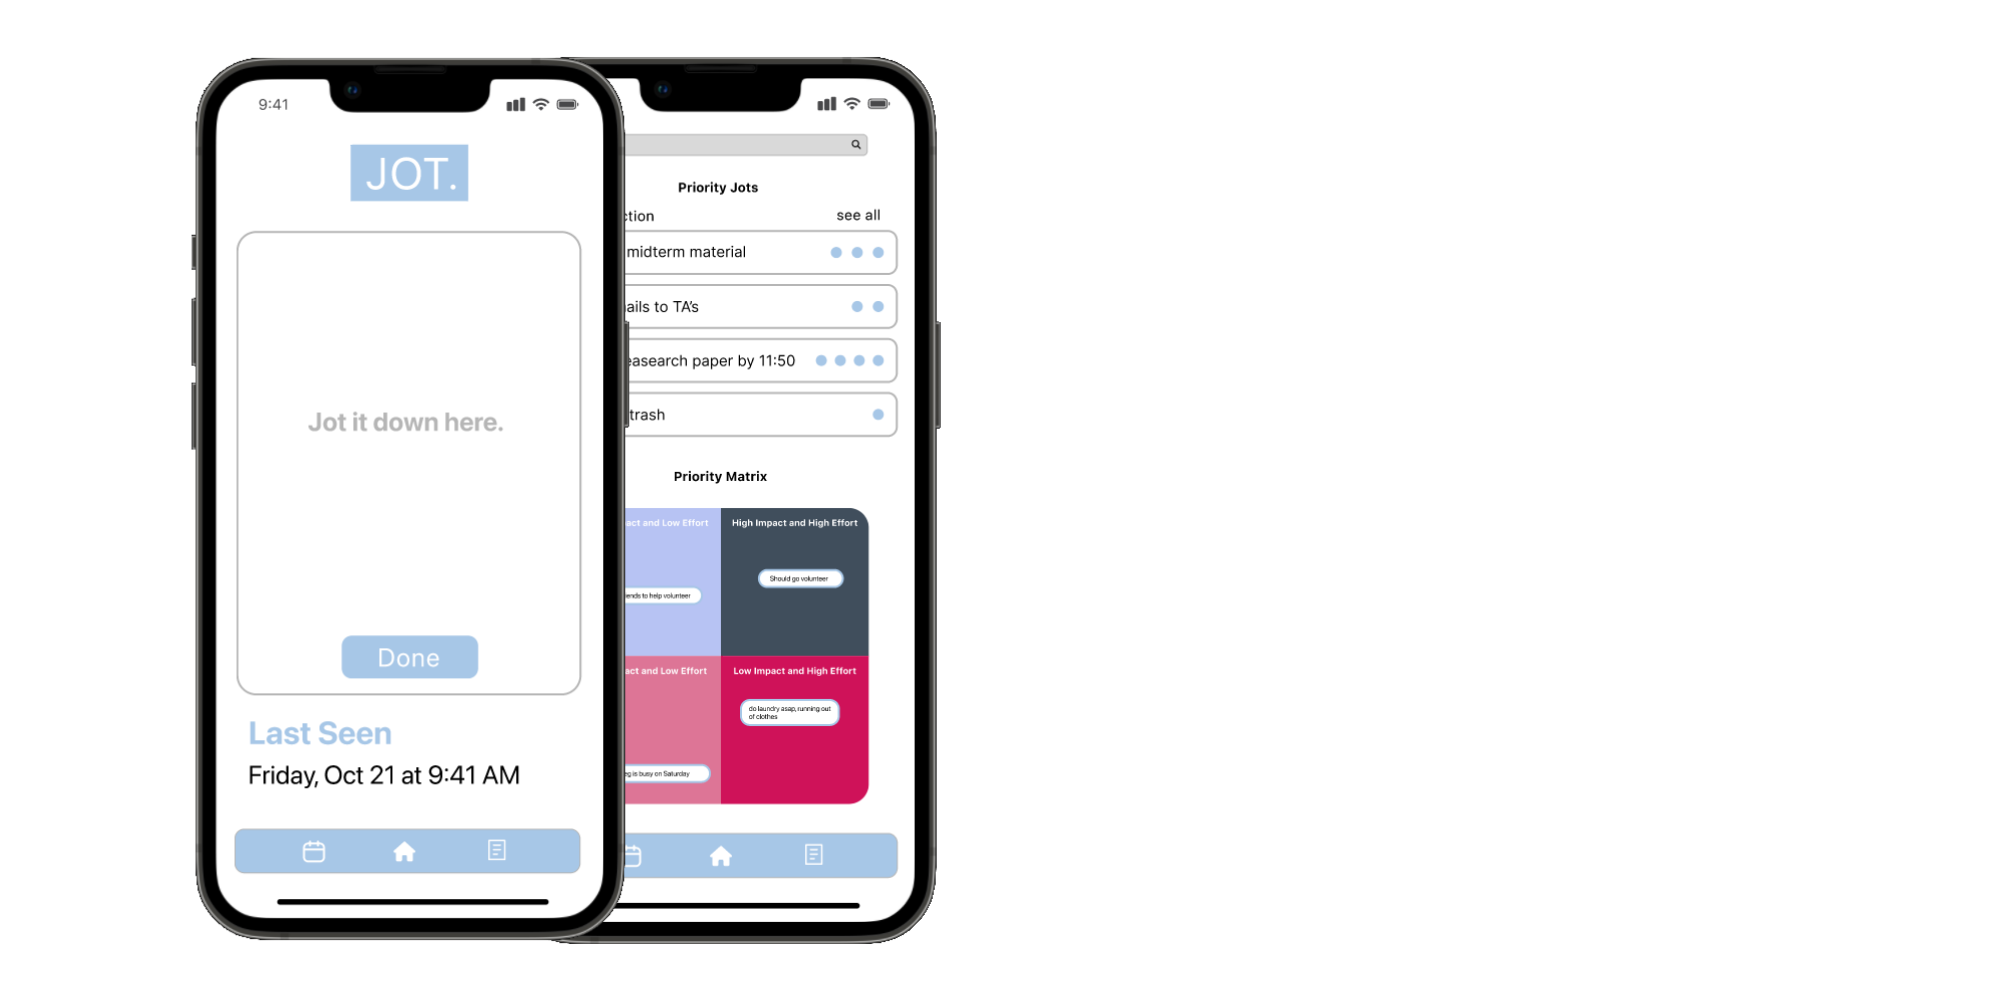 9:41
JOT.
Jot it down here.
Done
Last Seen
Friday, Oct 21 at 9:41 AM
Priority Jots
ction see all
midterm material
ails to TA's
easearch paper by 11:50
trash
Priority Matrix
act and Low Effort
High Impact and High Effort
ends to help volunteer
Should go volunteer
act and Low Effort
Low Impact and High Effort
do laundry asap, running out
of clothes
is busy on Saturday